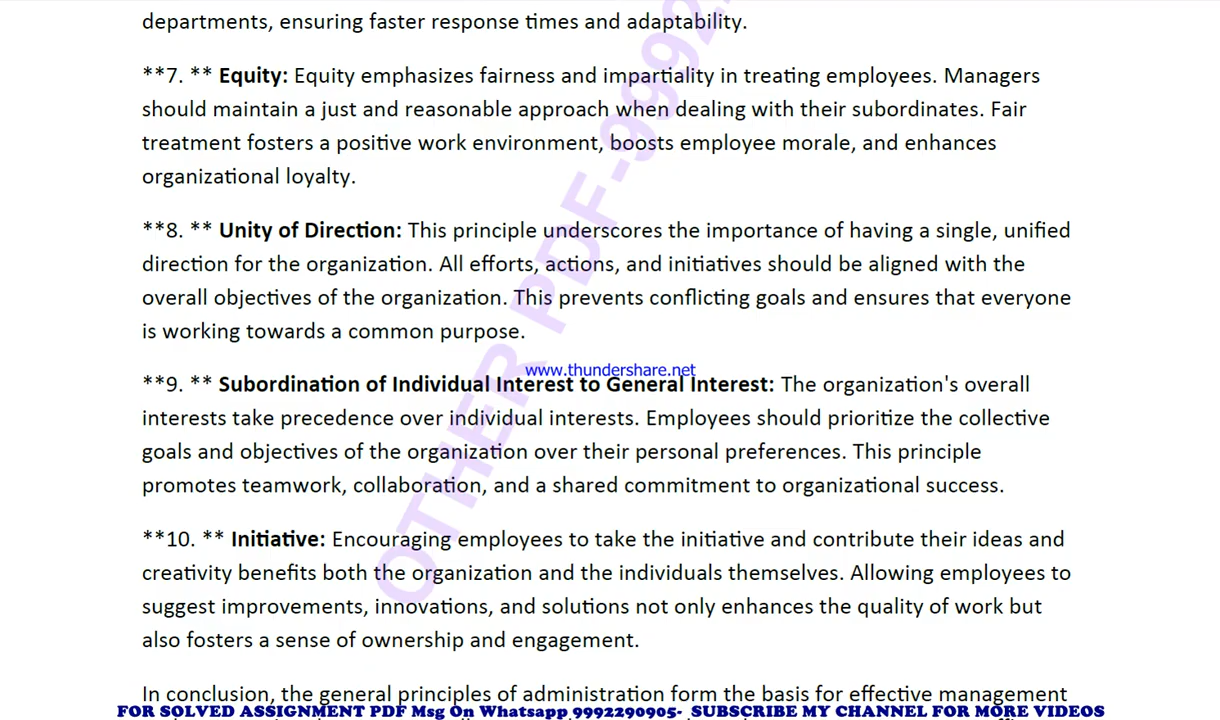 departments, ensuring faster response times and adaptability.
**7. ** Equity: Equity emphasizes fairness and impartiality in treating employees. Managers
should maintain a just and reasonable approach when dealing with their subordinates. Fair
treatment fosters a positive work environment, boosts employee morale, and enhances
organizational loyalty.
**8. ** Unity of Direction: This principle underscores the importance of having a single, unified
direction for the organization. All efforts, actions, and initiatives should be aligned with the
overall objectives of the organization. This prevents conflicting goals and ensures that everyone
is working towards a common purpose.
www.thundershare.net
**9. ** Subordination of Individual Interest to General Interest: The organization's overall
interests take precedence over individual interests. Employees should prioritize the collective
goals and objectives of the organization over their personal preferences. This principle
promotes teamwork, collaboration, and a shared commitment to organizational success.
**10. ** Initiative: Encouraging employees to take the initiative and contribute their ideas and
creativity benefits both the organization and the individuals themselves. Allowing employees to
suggest improvements, innovations, and solutions not only enhances the quality of work but
also fosters a sense of ownership and engagement.
In conclusion, the general principles of administration form the basis for effective management
FOR SOLVED ASSIGNMENT PDF Msg On Whatsapp 9992290905- SUBSCRIBE MY CHANNEL FOR MORE VIDEOS
OTHER PDF-9992